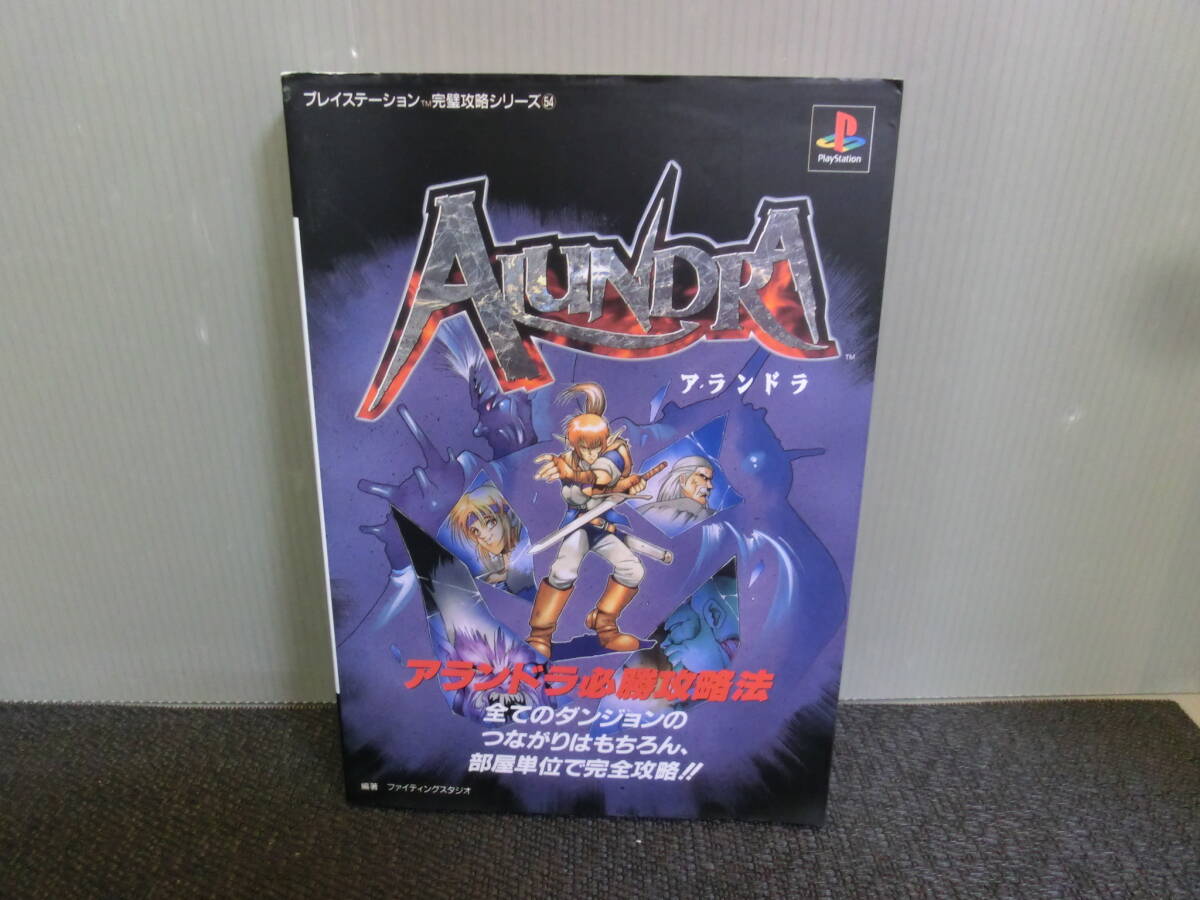 プレイステーション™完璧攻略シリーズ54
PlayStation
ALUNDRA™
アランドラ
アランドラ必勝攻略法
全てのダンジョンの
つながりはもちろん、
部屋単位で完全攻略!!
編著 ファイティングスタジオ